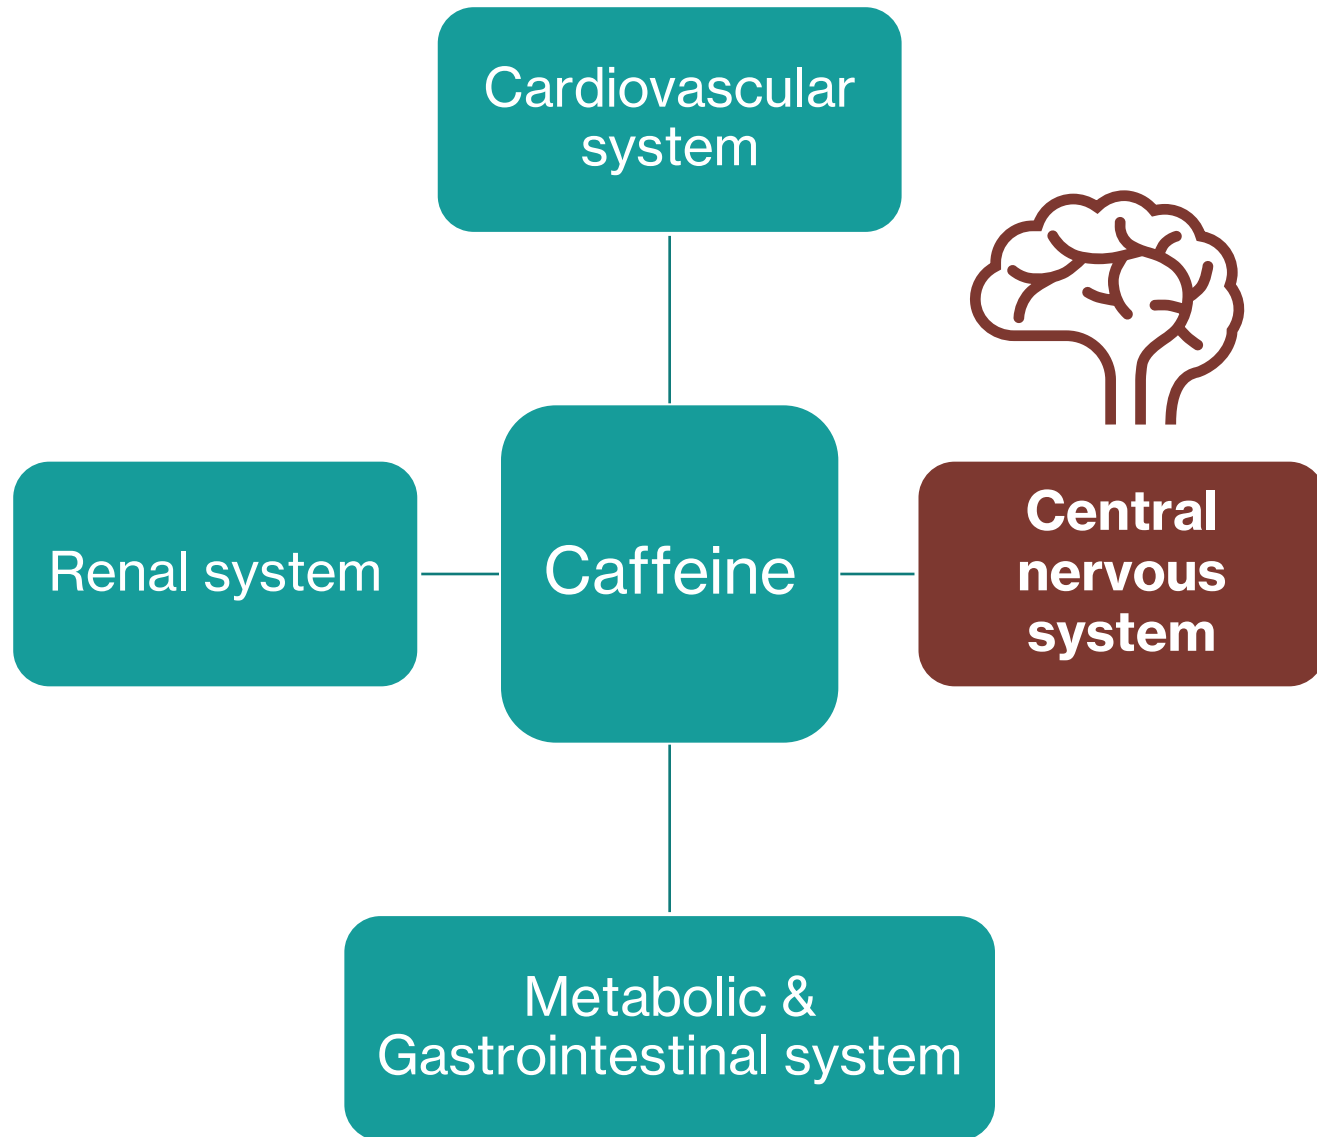 Cardiovascular
system
Renal system
Caffeine
Central
nervous
system
Metabolic &
Gastrointestinal system